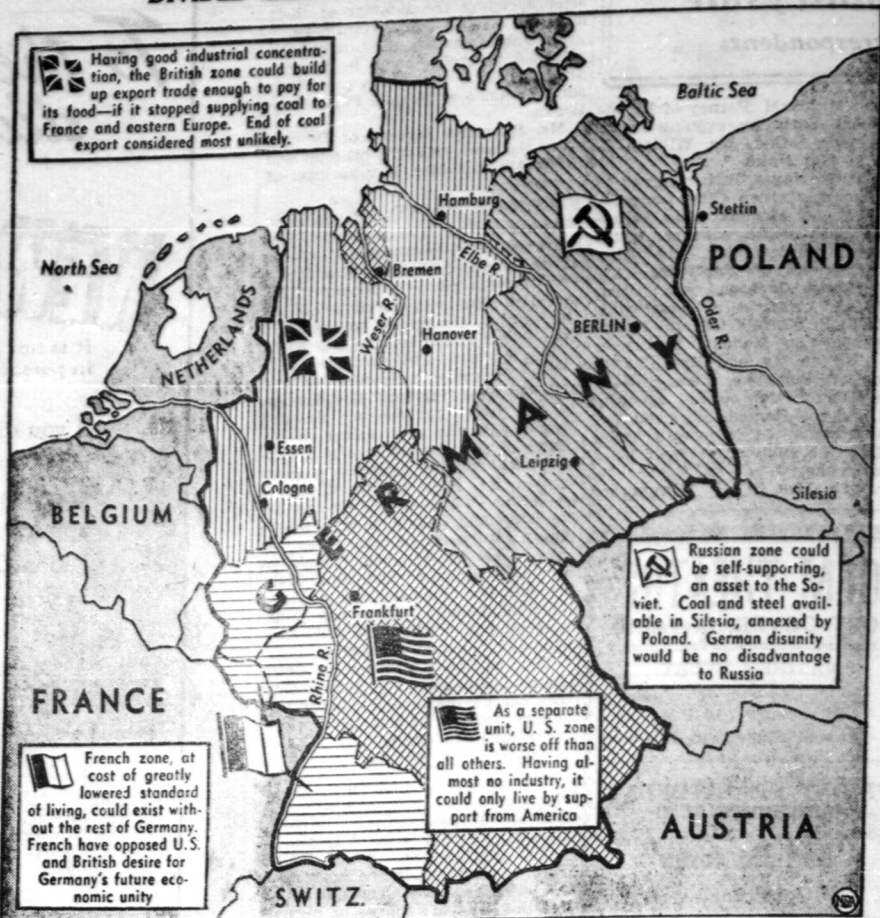 Having good industrial concentra-
tion, the British zone could build
up export trade enough to pay for
its food—if it stopped supplying coal to
France and eastern Europe. End of coal
export considered most unlikely.
Baltic Sea
Hamburg
Stettin
POLAND
North Sea
Bremen
Elbe R.
NETHERLANDS
Weser R.
Hanover
BERLIN
Oder R.
GERMANY
Essen
Leipzig
Cologne
Silesia
BELGIUM
Russian zone could
be self-supporting,
an asset to the So-
viet. Coal and steel avail-
able in Silesia, annexed by
Poland. German disunity
would be no disadvantage
to Russia
Frankfurt
Rhine R.
FRANCE
As a separate
unit, U. S. zone
is worse off than
all others. Having al-
most no industry, it
could only live by sup-
port from America
French zone, at
cost of greatly
lowered standard
of living, could exist with-
out the rest of Germany.
French have opposed U.S.
and British desire for
Germany's future eco-
nomic unity
AUSTRIA
SWITZ.
NEA